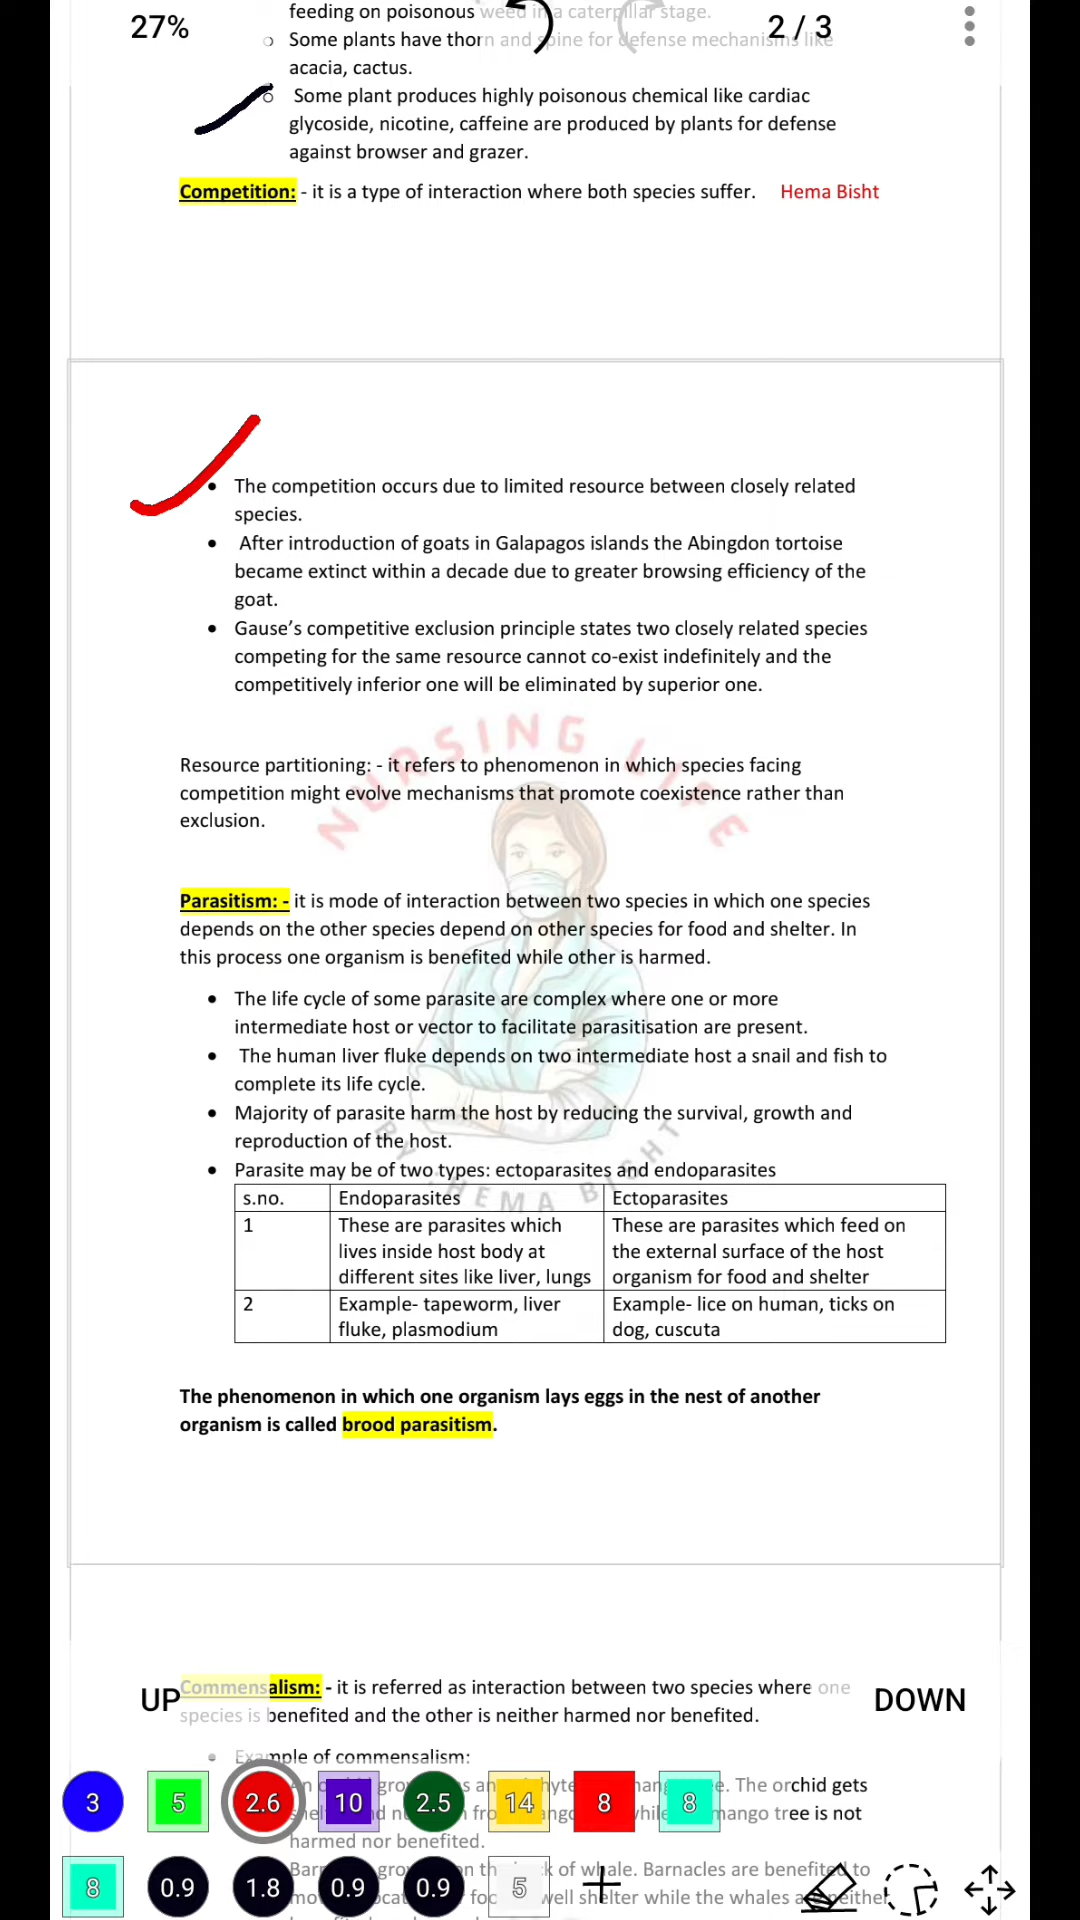 27%
2 / 3
feeding on poisonous weed in a caterpillar stage.
Some plants have thorn and spine for defense mechanisms like
acacia, cactus.
Some plant produces highly poisonous chemical like cardiac
glycoside, nicotine, caffeine are produced by plants for defense
against browser and grazer.
Competition: - it is a type of interaction where both species suffer. Hema Bisht
• The competition occurs due to limited resource between closely related
species.
• After introduction of goats in Galapagos islands the Abingdon tortoise
became extinct within a decade due to greater browsing efficiency of the
goat.
• Gause’s competitive exclusion principle states two closely related species
competing for the same resource cannot co-exist indefinitely and the
competitively inferior one will be eliminated by superior one.
NURSING LIFE
Resource partitioning: - it refers to phenomenon in which species facing
competition might evolve mechanisms that promote coexistence rather than
exclusion.
Parasitism: - it is mode of interaction between two species in which one species
depends on the other species depend on other species for food and shelter. In
this process one organism is benefited while other is harmed.
• The life cycle of some parasite are complex where one or more
intermediate host or vector to facilitate parasitisation are present.
• The human liver fluke depends on two intermediate host a snail and fish to
complete its life cycle.
• Majority of parasite harm the host by reducing the survival, growth and
reproduction of the host.
BY :HEMA BISHT
• Parasite may be of two types: ectoparasites and endoparasites
s.no. Endoparasites Ectoparasites
1 These are parasites which These are parasites which feed on
lives inside host body at the external surface of the host
different sites like liver, lungs organism for food and shelter
2 Example- tapeworm, liver Example- lice on human, ticks on
fluke, plasmodium dog, cuscuta
The phenomenon in which one organism lays eggs in the nest of another
organism is called brood parasitism.
UP
DOWN
Commensalism: - it is referred as interaction between two species where one
species is benefited and the other is neither harmed nor benefited.
• Example of commensalism:
The orchid gets
mango tree is not
harmed nor benefited.
of whale. Barnacles are benefited to
well shelter while the whales
3 5 2.6 10 2.5 14 8 8
8 0.9 1.8 0.9 0.9 5